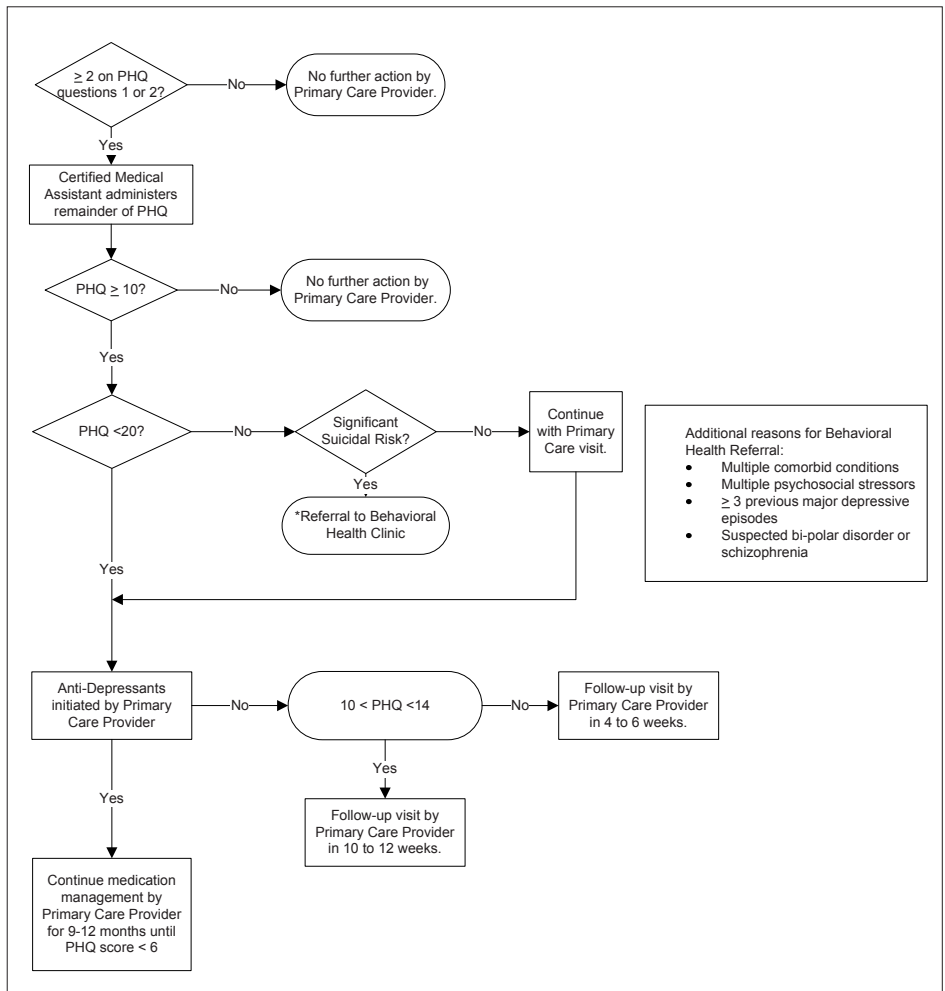 ≥ 2 on PHQ
questions 1 or 2?
No
No further action by
Primary Care Provider.
Yes
Certified Medical
Assistant administers
remainder of PHQ
PHQ ≥ 10?
No
No further action by
Primary Care Provider.
Yes
PHQ <20?
No
Significant
Suicidal Risk?
No
Continue
with Primary
Care visit.
Yes
*Referral to Behavioral
Health Clinic
Additional reasons for Behavioral
Health Referral:
• Multiple comorbid conditions
• Multiple psychosocial stressors
• ≥ 3 previous major depressive
episodes
• Suspected bi-polar disorder or
schizophrenia
Yes
Anti-Depressants
initiated by Primary
Care Provider
No
10 < PHQ <14
No
Follow-up visit by
Primary Care Provider
in 4 to 6 weeks.
Yes
Yes
Follow-up visit by
Primary Care Provider
in 10 to 12 weeks.
Continue medication
management by
Primary Care Provider
for 9-12 months until
PHQ score < 6